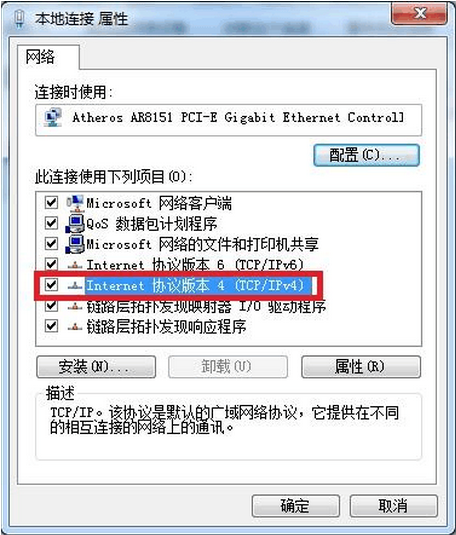 本地连接 属性
网络
连接时使用:
Atheros AR8151 PCI-E Gigabit Ethernet Controll
配置(C)...
此连接使用下列项目(O):
Microsoft 网络客户端
QoS 数据包计划程序
Microsoft 网络的文件和打印机共享
Internet 协议版本 6 (TCP/IPv6)
Internet 协议版本 4 (TCP/IPv4)
链路层拓扑发现映射器 I/O 驱动程序
链路层拓扑发现响应程序
安装(N)...
卸载(U)
属性(R)
描述
TCP/IP。该协议是默认的广域网络协议，它提供在不同
的相互连接的网络上的通讯。
确定
取消